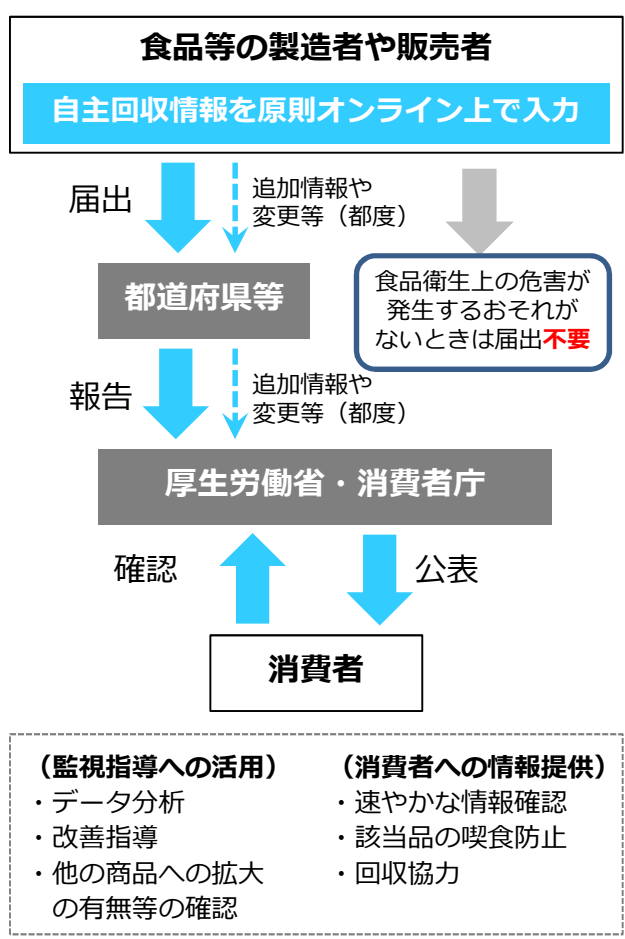 食品等の製造者や販売者
自主回収情報を原則オンライン上で入力
届出
追加情報や
変更等（都度）
食品衛生上の危害が
発生するおそれが
ないときは届出不要
都道府県等
報告
追加情報や
変更等（都度）
厚生労働省・消費者庁
確認
公表
消費者
（監視指導への活用）
・データ分析
・改善指導
・他の商品への拡大
の有無等の確認
（消費者への情報提供）
・速やかな情報確認
・該当品の喫食防止
・回収協力